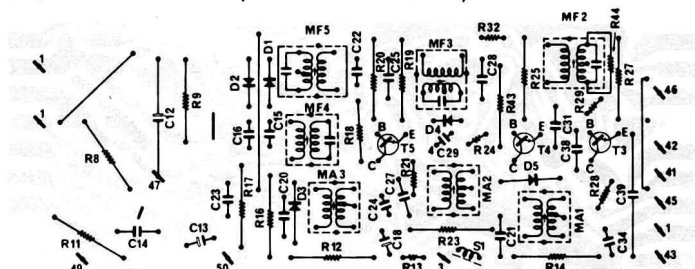 MF5
C22
R32
MF2
R44
D1
D2
R20
C25
R19
MF3
C28
R25
R27
2
R9
C12
46
R43
R29
1
MF4
D4
B
E
T5
C
C16
C15
R18
4
C29
R24
B
E
T4
C
C31
C38
B
E
T3
C
42
R8
47
R21
D5
41
MA3
C23
R17
C20
D3
C27
C24
MA2
R28
C39
45
R16
MA1
R11
C14
C13
C18
R23
S1
C21
C34
1
49
50
R12
R13
3
R14
43